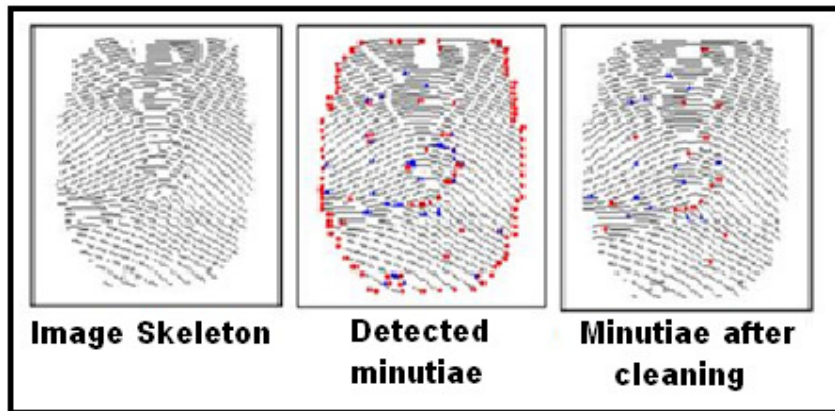 Image Skeleton
Detected
minutiae
Minutiae after
cleaning